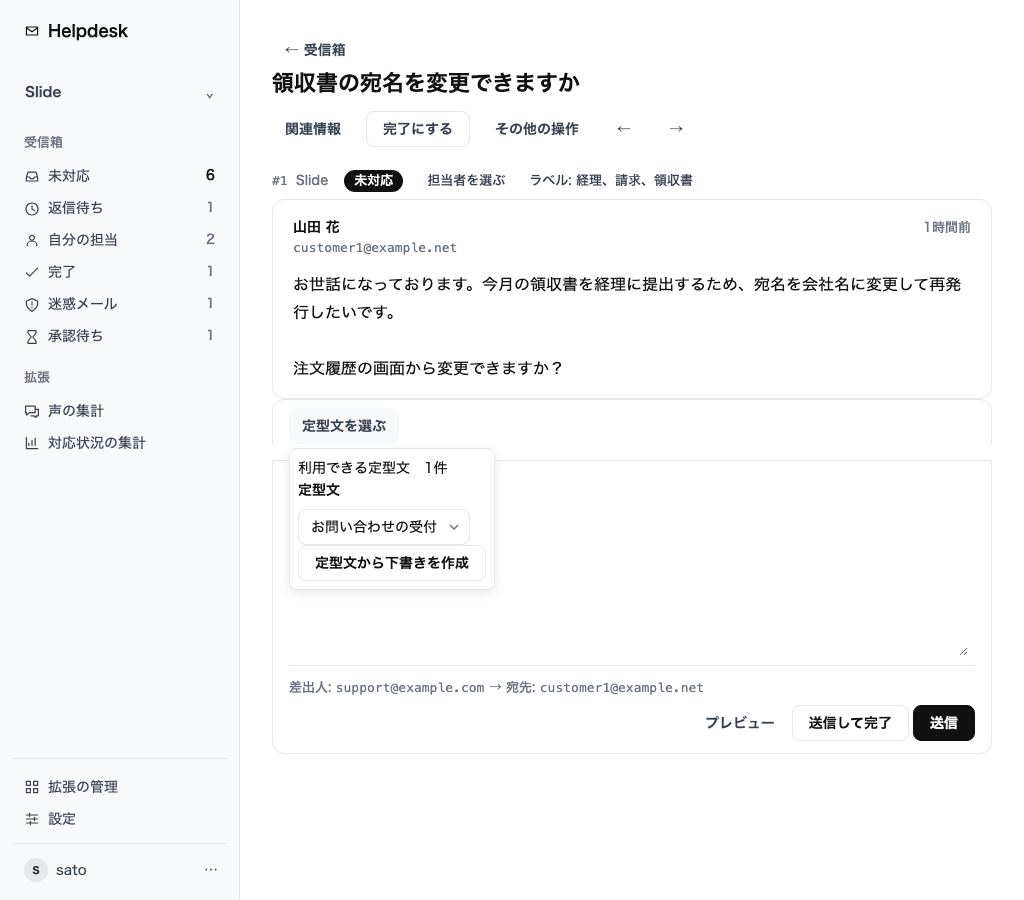 Helpdesk
Slide
受信箱
未対応 6
返信待ち 1
自分の担当 2
完了 1
迷惑メール 1
承認待ち 1
拡張
声の集計
対応状況の集計
拡張の管理
設定
S sato ...
← 受信箱
領収書の宛名を変更できますか
関連情報 完了にする その他の操作 ← →
#1 Slide 未対応 担当者を選ぶ ラベル: 経理、請求、領収書
山田 花 1時間前
customer1@example.net
お世話になっております。今月の領収書を経理に提出するため、宛名を会社名に変更して再発
行したいです。
注文履歴の画面から変更できますか？
定型文を選ぶ
利用できる定型文 1件
定型文
お問い合わせの受付
定型文から下書きを作成
差出人: support@example.com → 宛先: customer1@example.net
プレビュー 送信して完了 送信